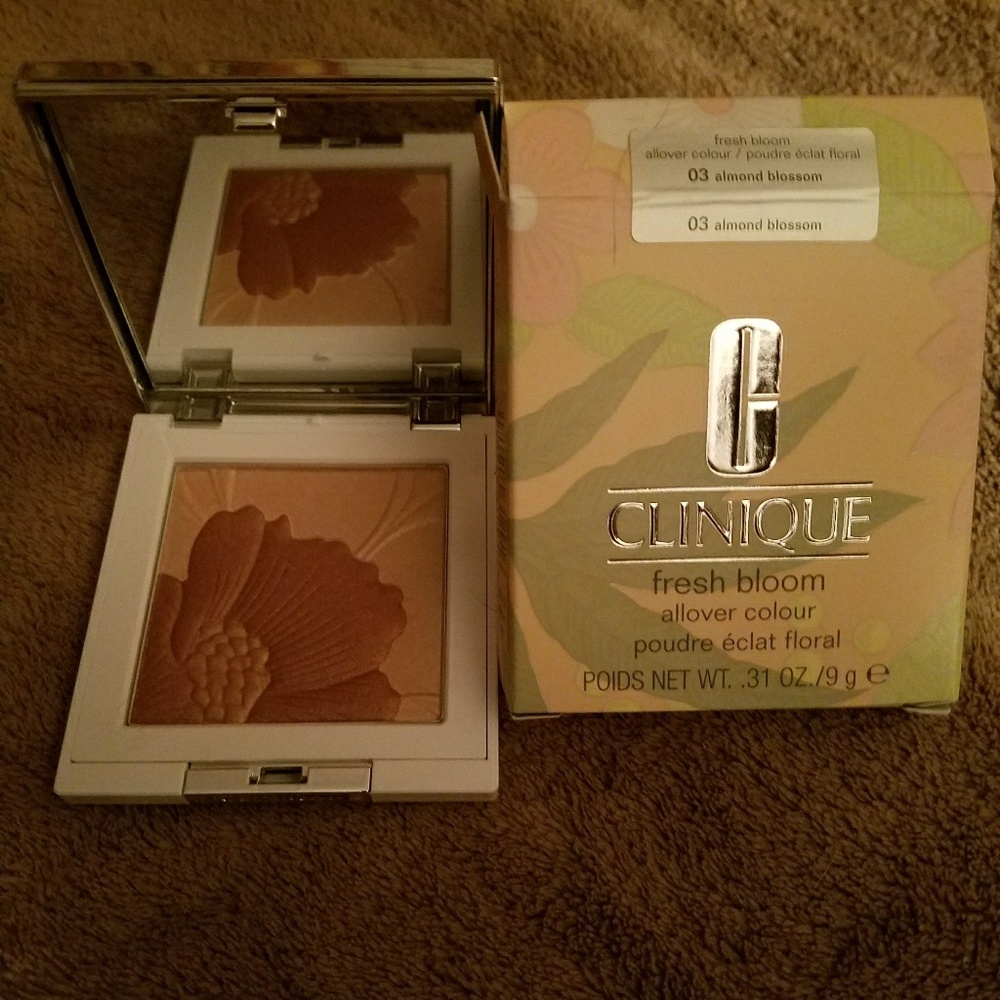 fresh bloom
allover colour / poudre éclat floral
03 almond blossom
03 almond blossom
CLINIQUE
fresh bloom
allover colour
poudre éclat floral
POIDS NET WT. .31 OZ./9 g ℮